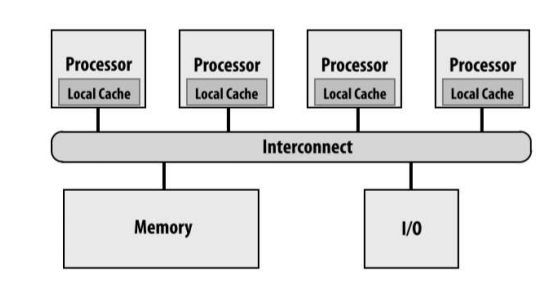 Processor Processor Processor Processor
Local Cache Local Cache Local Cache Local Cache
Interconnect
Memory I/O